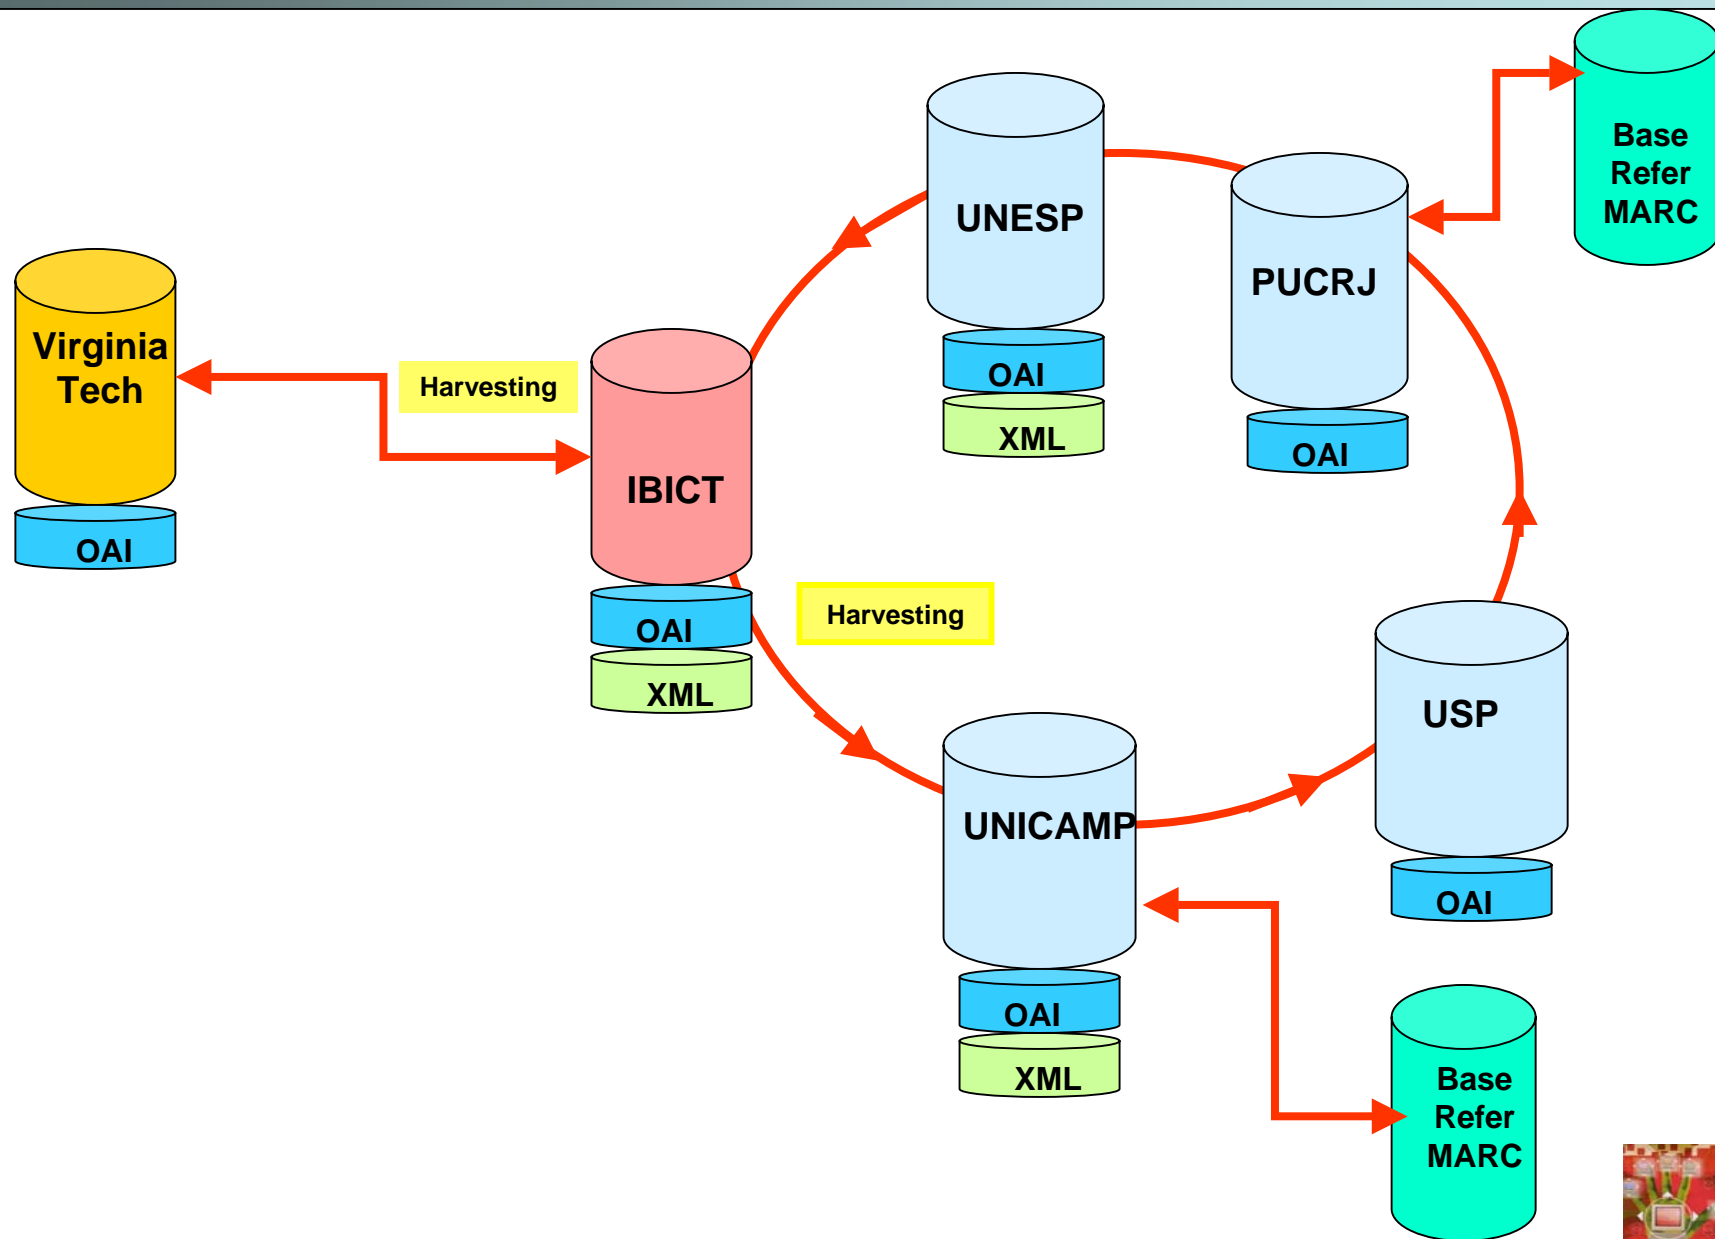 Base
Refer
MARC
UNESP
PUCRJ
Virginia
Tech
Harvesting
OAI
XML
OAI
IBICT
OAI
Harvesting
OAI
XML
USP
UNICAMP
OAI
OAI
XML
Base
Refer
MARC